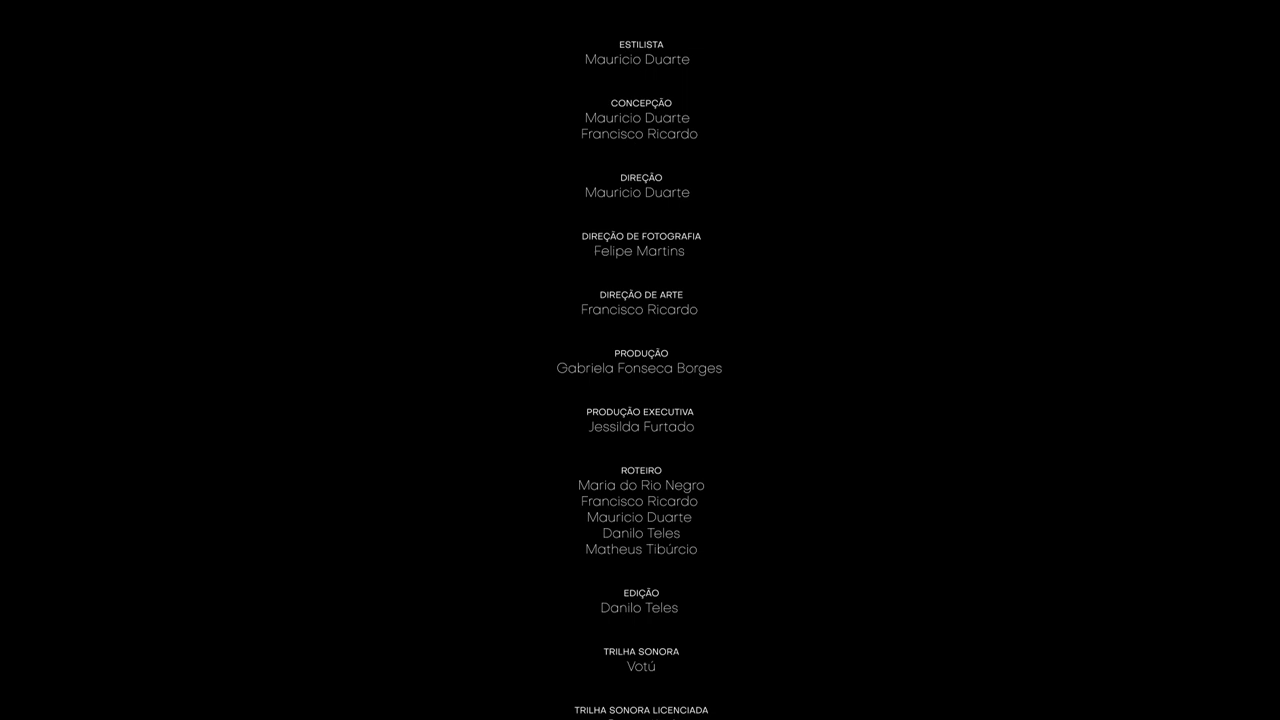 ESTILISTA
Mauricio Duarte
CONCEPÇÃO
Mauricio Duarte
Francisco Ricardo
DIREÇÃO
Mauricio Duarte
DIREÇÃO DE FOTOGRAFIA
Felipe Martins
DIREÇÃO DE ARTE
Francisco Ricardo
PRODUÇÃO
Gabriela Fonseca Borges
PRODUÇÃO EXECUTIVA
Jessilda Furtado
ROTEIRO
Maria do Rio Negro
Francisco Ricardo
Mauricio Duarte
Danilo Teles
Matheus Tibúrcio
EDIÇÃO
Danilo Teles
TRILHA SONORA
Votú
TRILHA SONORA LICENCIADA